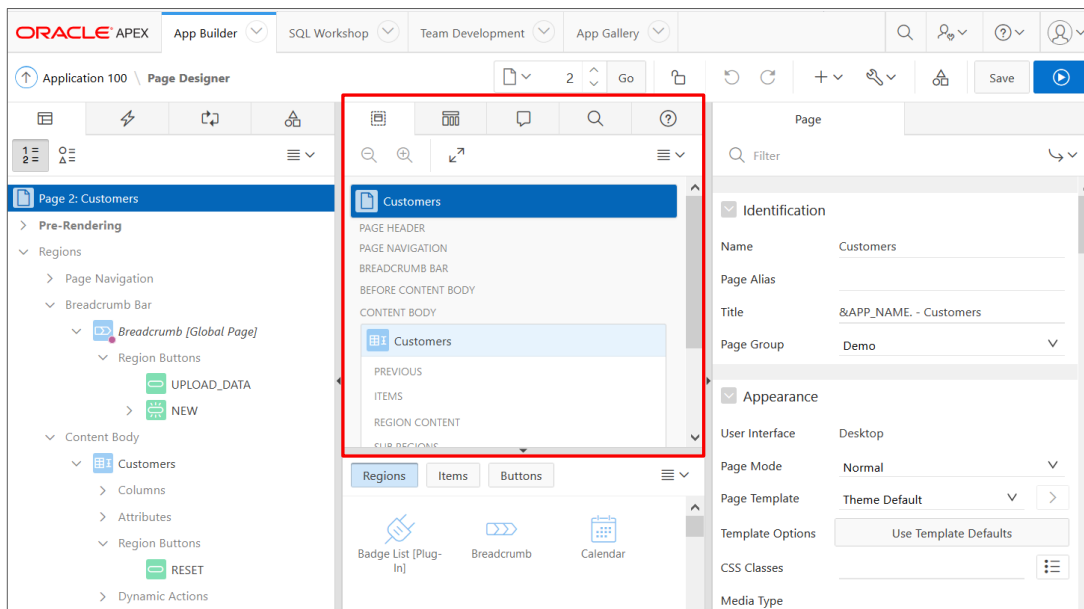 ORACLE APEX App Builder SQL Workshop Team Development App Gallery
Application 100 \ Page Designer 2 Go Save
Page 2: Customers
Pre-Rendering
Regions
Page Navigation
Breadcrumb Bar
Breadcrumb [Global Page]
Region Buttons
UPLOAD_DATA
NEW
Content Body
Customers
Columns
Attributes
Region Buttons
RESET
Dynamic Actions
Customers
PAGE HEADER
PAGE NAVIGATION
BREADCRUMB BAR
BEFORE CONTENT BODY
CONTENT BODY
Customers
PREVIOUS
ITEMS
REGION CONTENT
SUB REGIONS
Regions Items Buttons
Badge List [Plug-
In]
Breadcrumb
Calendar
Page
Filter
Identification
Name Customers
Page Alias
Title &APP_NAME. - Customers
Page Group Demo
Appearance
User Interface Desktop
Page Mode Normal
Page Template Theme Default
Template Options Use Template Defaults
CSS Classes
Media Type